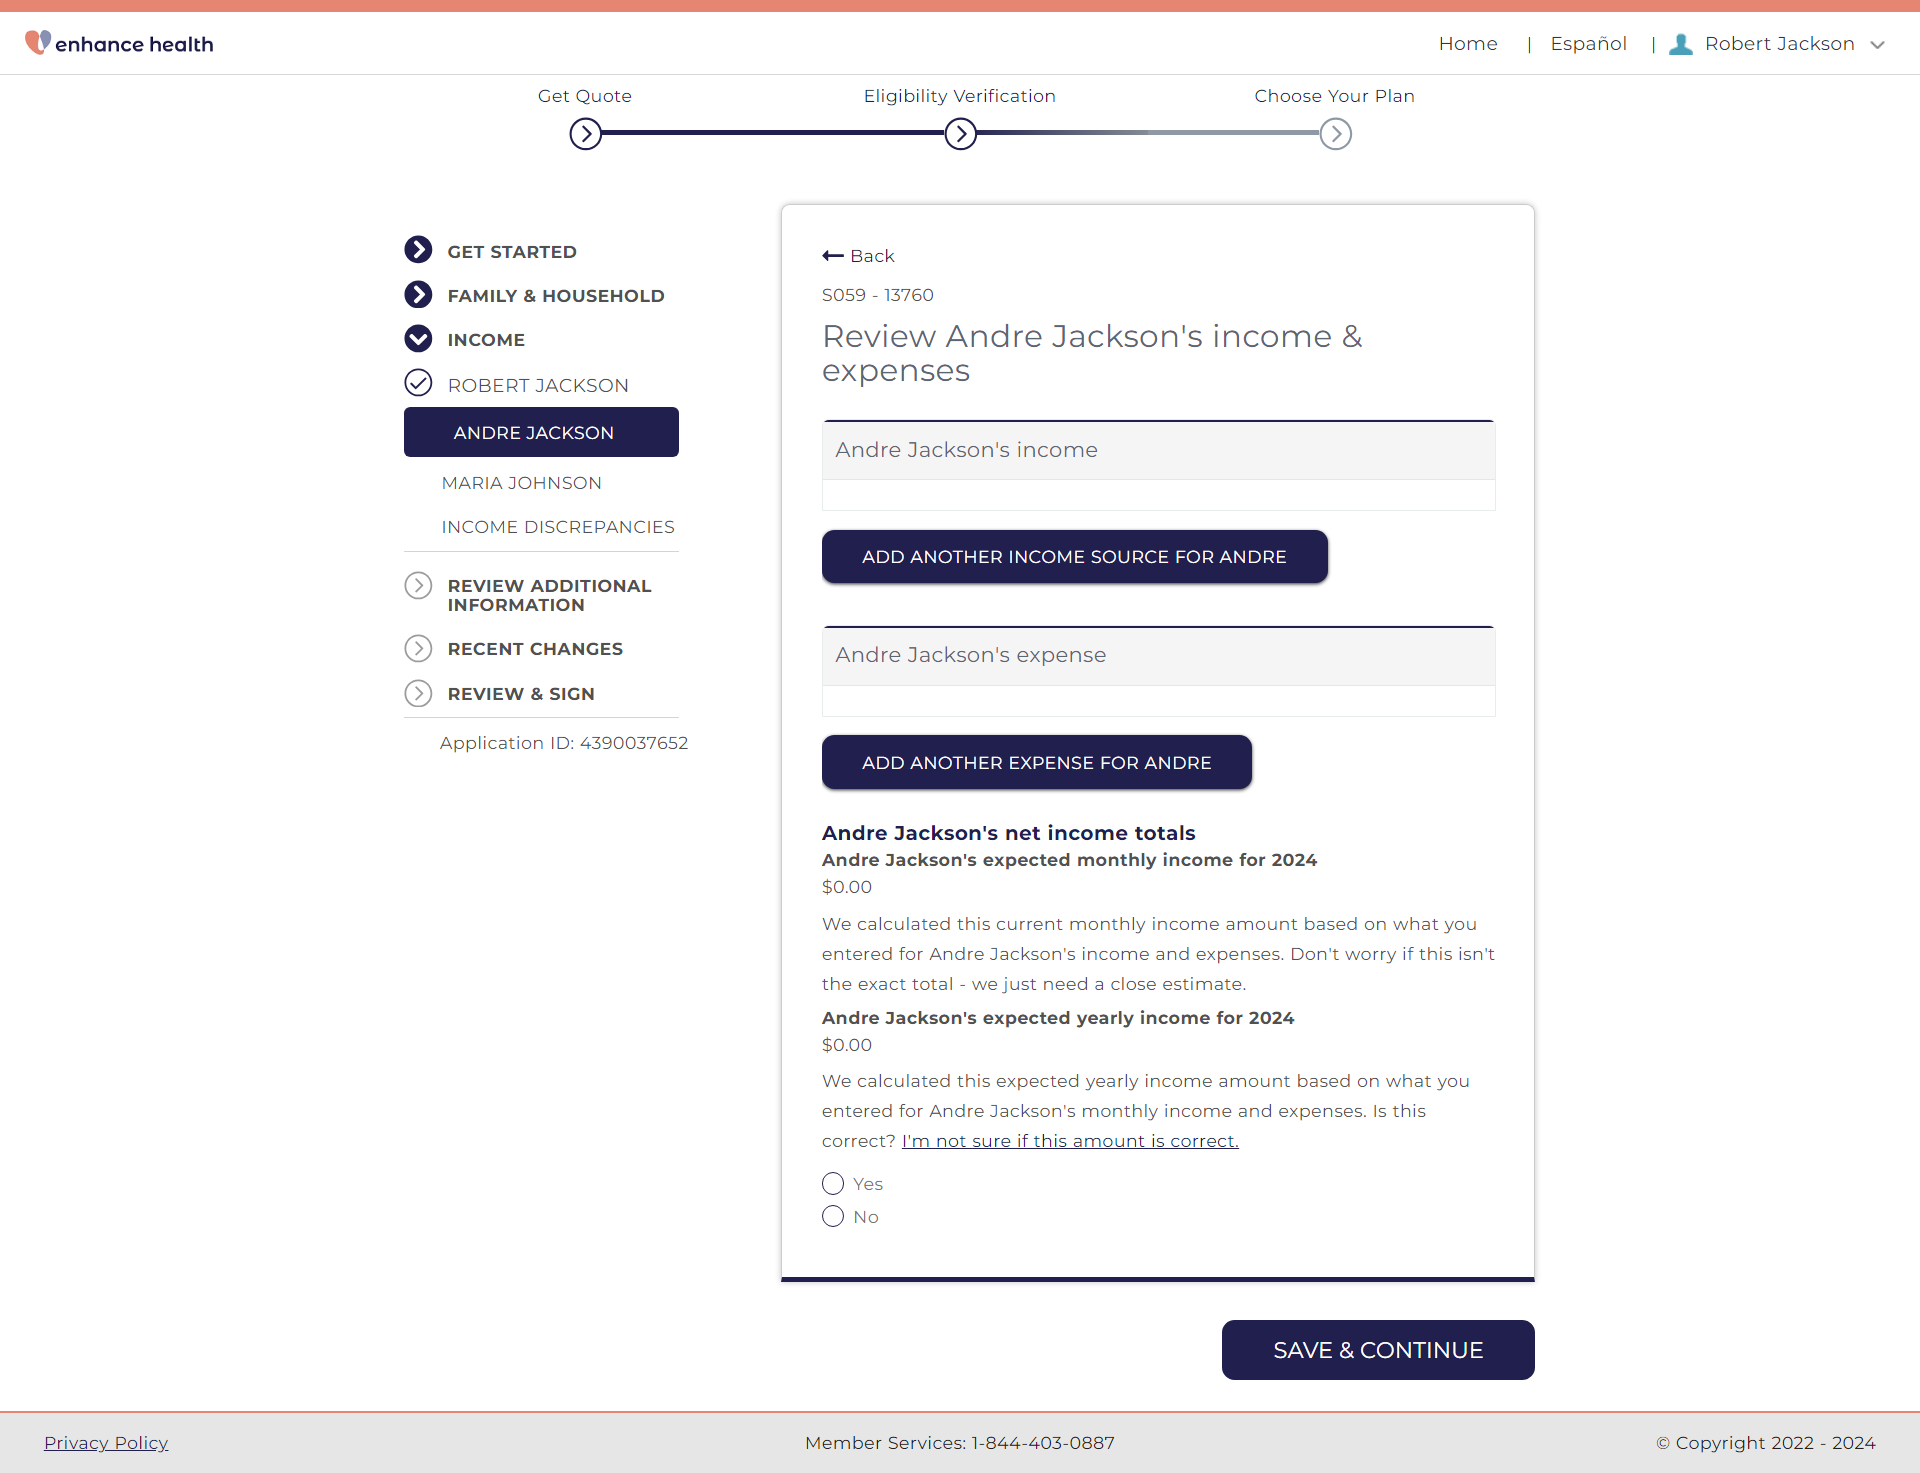 enhance health
Home | Español | Robert Jackson
Get Quote
Eligibility Verification
Choose Your Plan
GET STARTED
FAMILY & HOUSEHOLD
INCOME
ROBERT JACKSON
ANDRE JACKSON
MARIA JOHNSON
INCOME DISCREPANCIES
REVIEW ADDITIONAL
INFORMATION
RECENT CHANGES
REVIEW & SIGN
Application ID: 4390037652
Back
S059 - 13760
Review Andre Jackson's income &
expenses
Andre Jackson's income
ADD ANOTHER INCOME SOURCE FOR ANDRE
Andre Jackson's expense
ADD ANOTHER EXPENSE FOR ANDRE
Andre Jackson's net income totals
Andre Jackson's expected monthly income for 2024
$0.00
We calculated this current monthly income amount based on what you
entered for Andre Jackson's income and expenses. Don't worry if this isn't
the exact total - we just need a close estimate.
Andre Jackson's expected yearly income for 2024
$0.00
We calculated this expected yearly income amount based on what you
entered for Andre Jackson's monthly income and expenses. Is this
correct? I'm not sure if this amount is correct.
Yes
No
SAVE & CONTINUE
Privacy Policy
Member Services: 1-844-403-0887
© Copyright 2022 - 2024